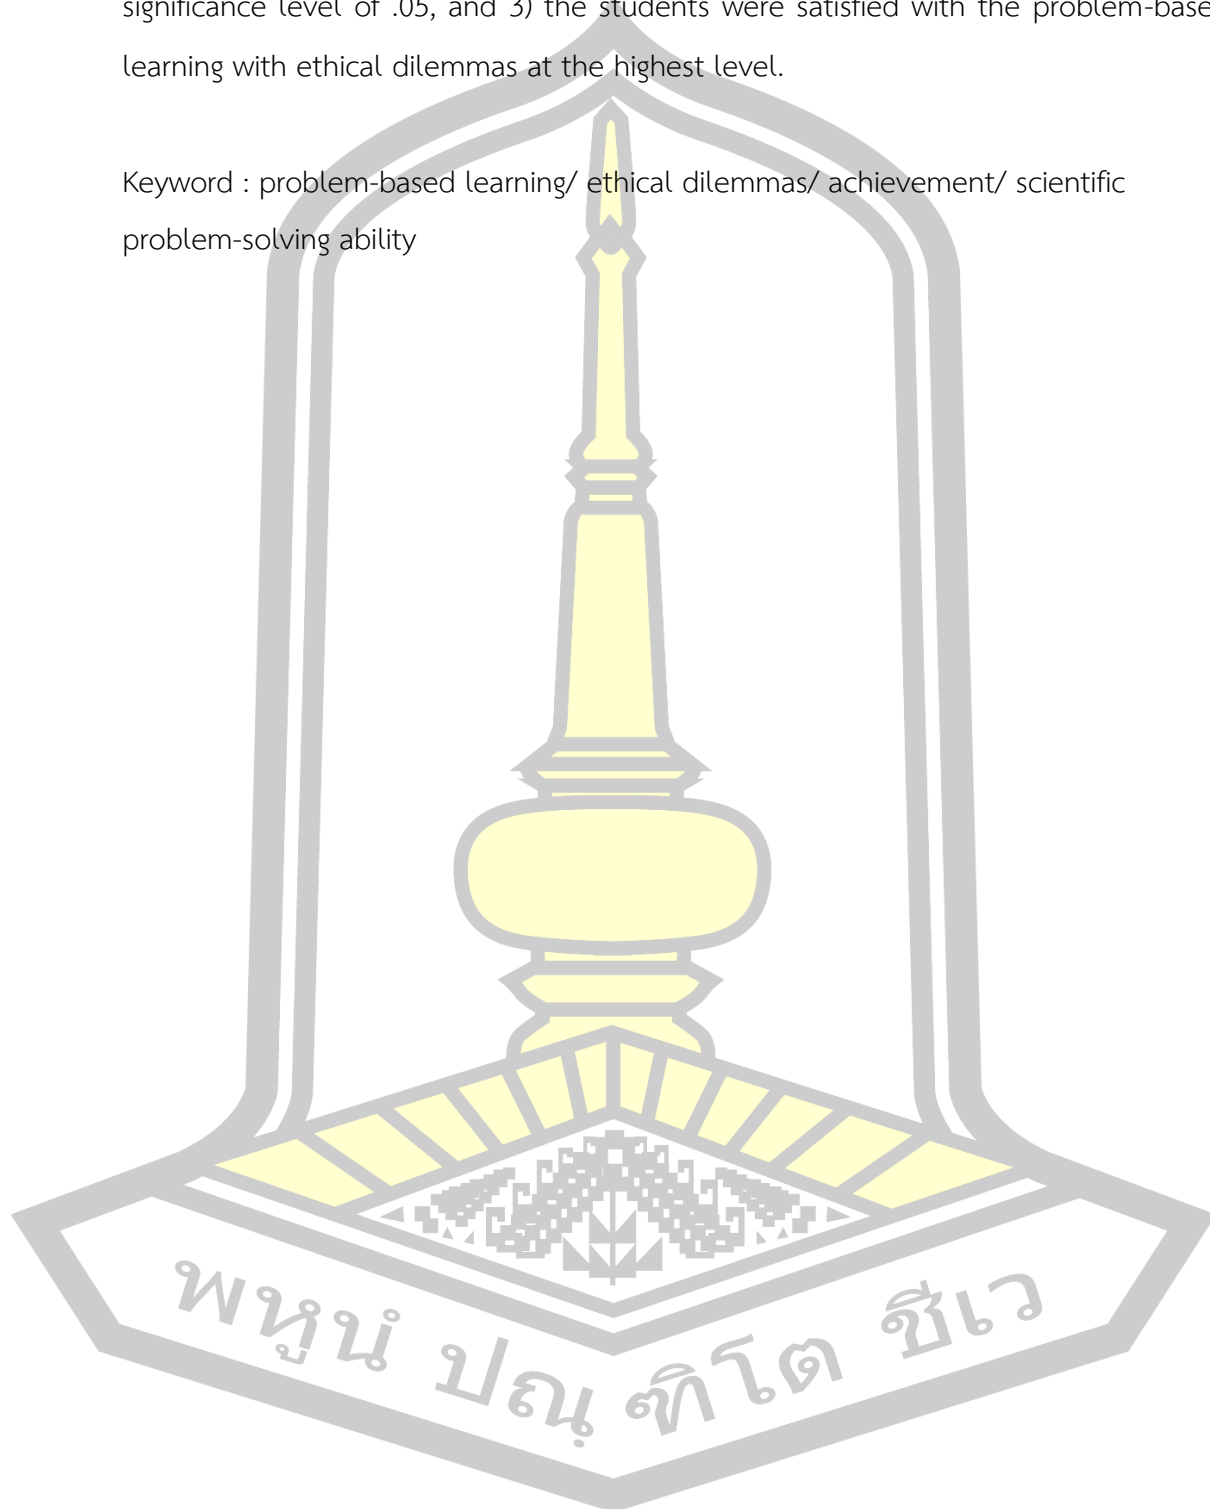 significance level of .05, and 3) the students were satisfied with the problem-base
learning with ethical dilemmas at the highest level.
Keyword : problem-based learning/ ethical dilemmas/ achievement/ scientific
problem-solving ability
พหูนํ ปณฺฑิโต ชีเว